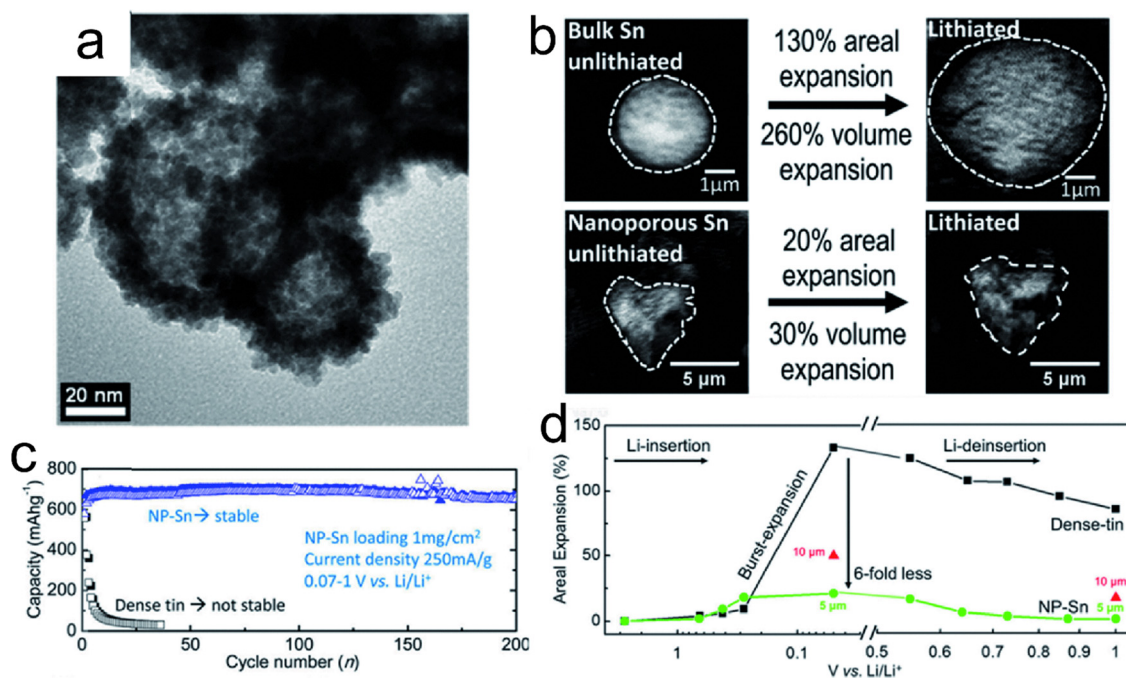 a
20 nm
b
Bulk Sn
unlithiated
1μm
130% areal
expansion
260% volume
expansion
Lithiated
1μm
Nanoporous Sn
unlithiated
5 μm
20% areal
expansion
30% volume
expansion
Lithiated
5 μm
c
Capacity (mAhg⁻¹)
800
600
400
200
0
NP-Sn→ stable
NP-Sn loading 1mg/cm²
Current density 250mA/g
0.07-1 V vs. Li/Li⁺
Dense tin → not stable
0
50
100
150
200
Cycle number (n)
d
Areal Expansion (%)
150
100
50
0
Li-insertion
Li-deinsertion
Burst-expansion
Dense-tin
10 μm
6-fold less
5 μm
10 μm
NP-Sn
5 μm
1
0.1
0.5
0.6
0.7
0.8
0.9
1
V vs. Li/Li⁺